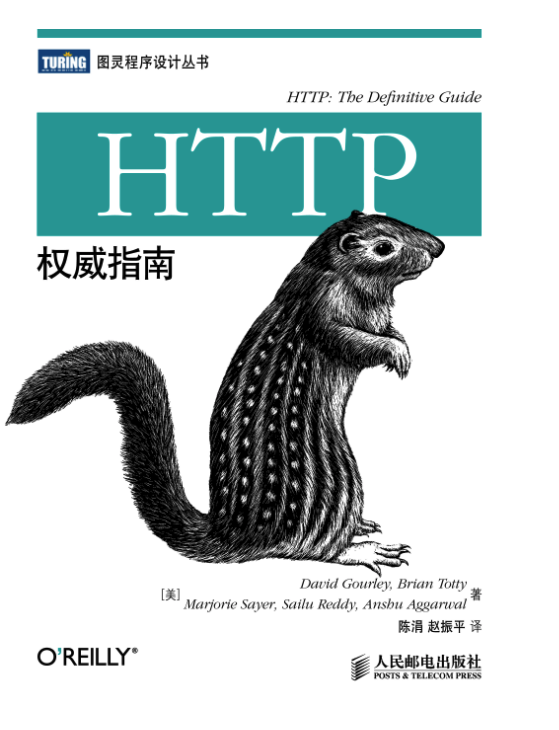 TURING 图灵程序设计丛书
HTTP: The Definitive Guide
HTTP
权威指南
[美] David Gourley, Brian Totty
Marjorie Sayer, Sailu Reddy, Anshu Aggarwal 著
陈涓 赵振平 译
O'REILLY®
人民邮电出版社
POSTS & TELECOM PRESS